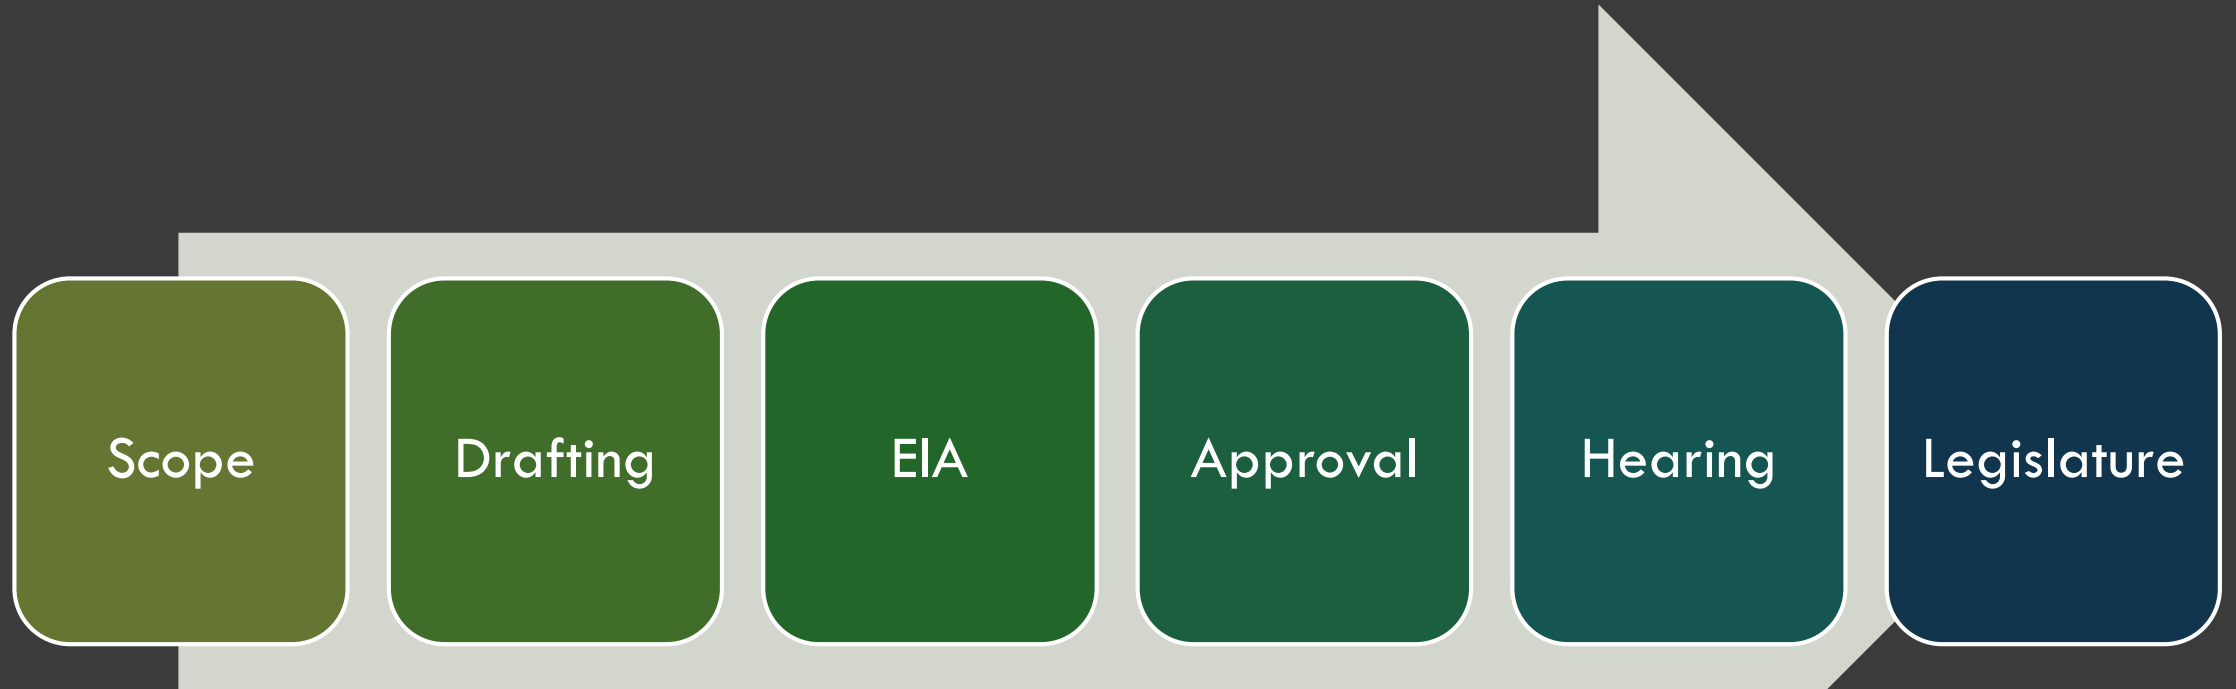 Scope
Drafting
EIA
Approval
Hearing
Legislature